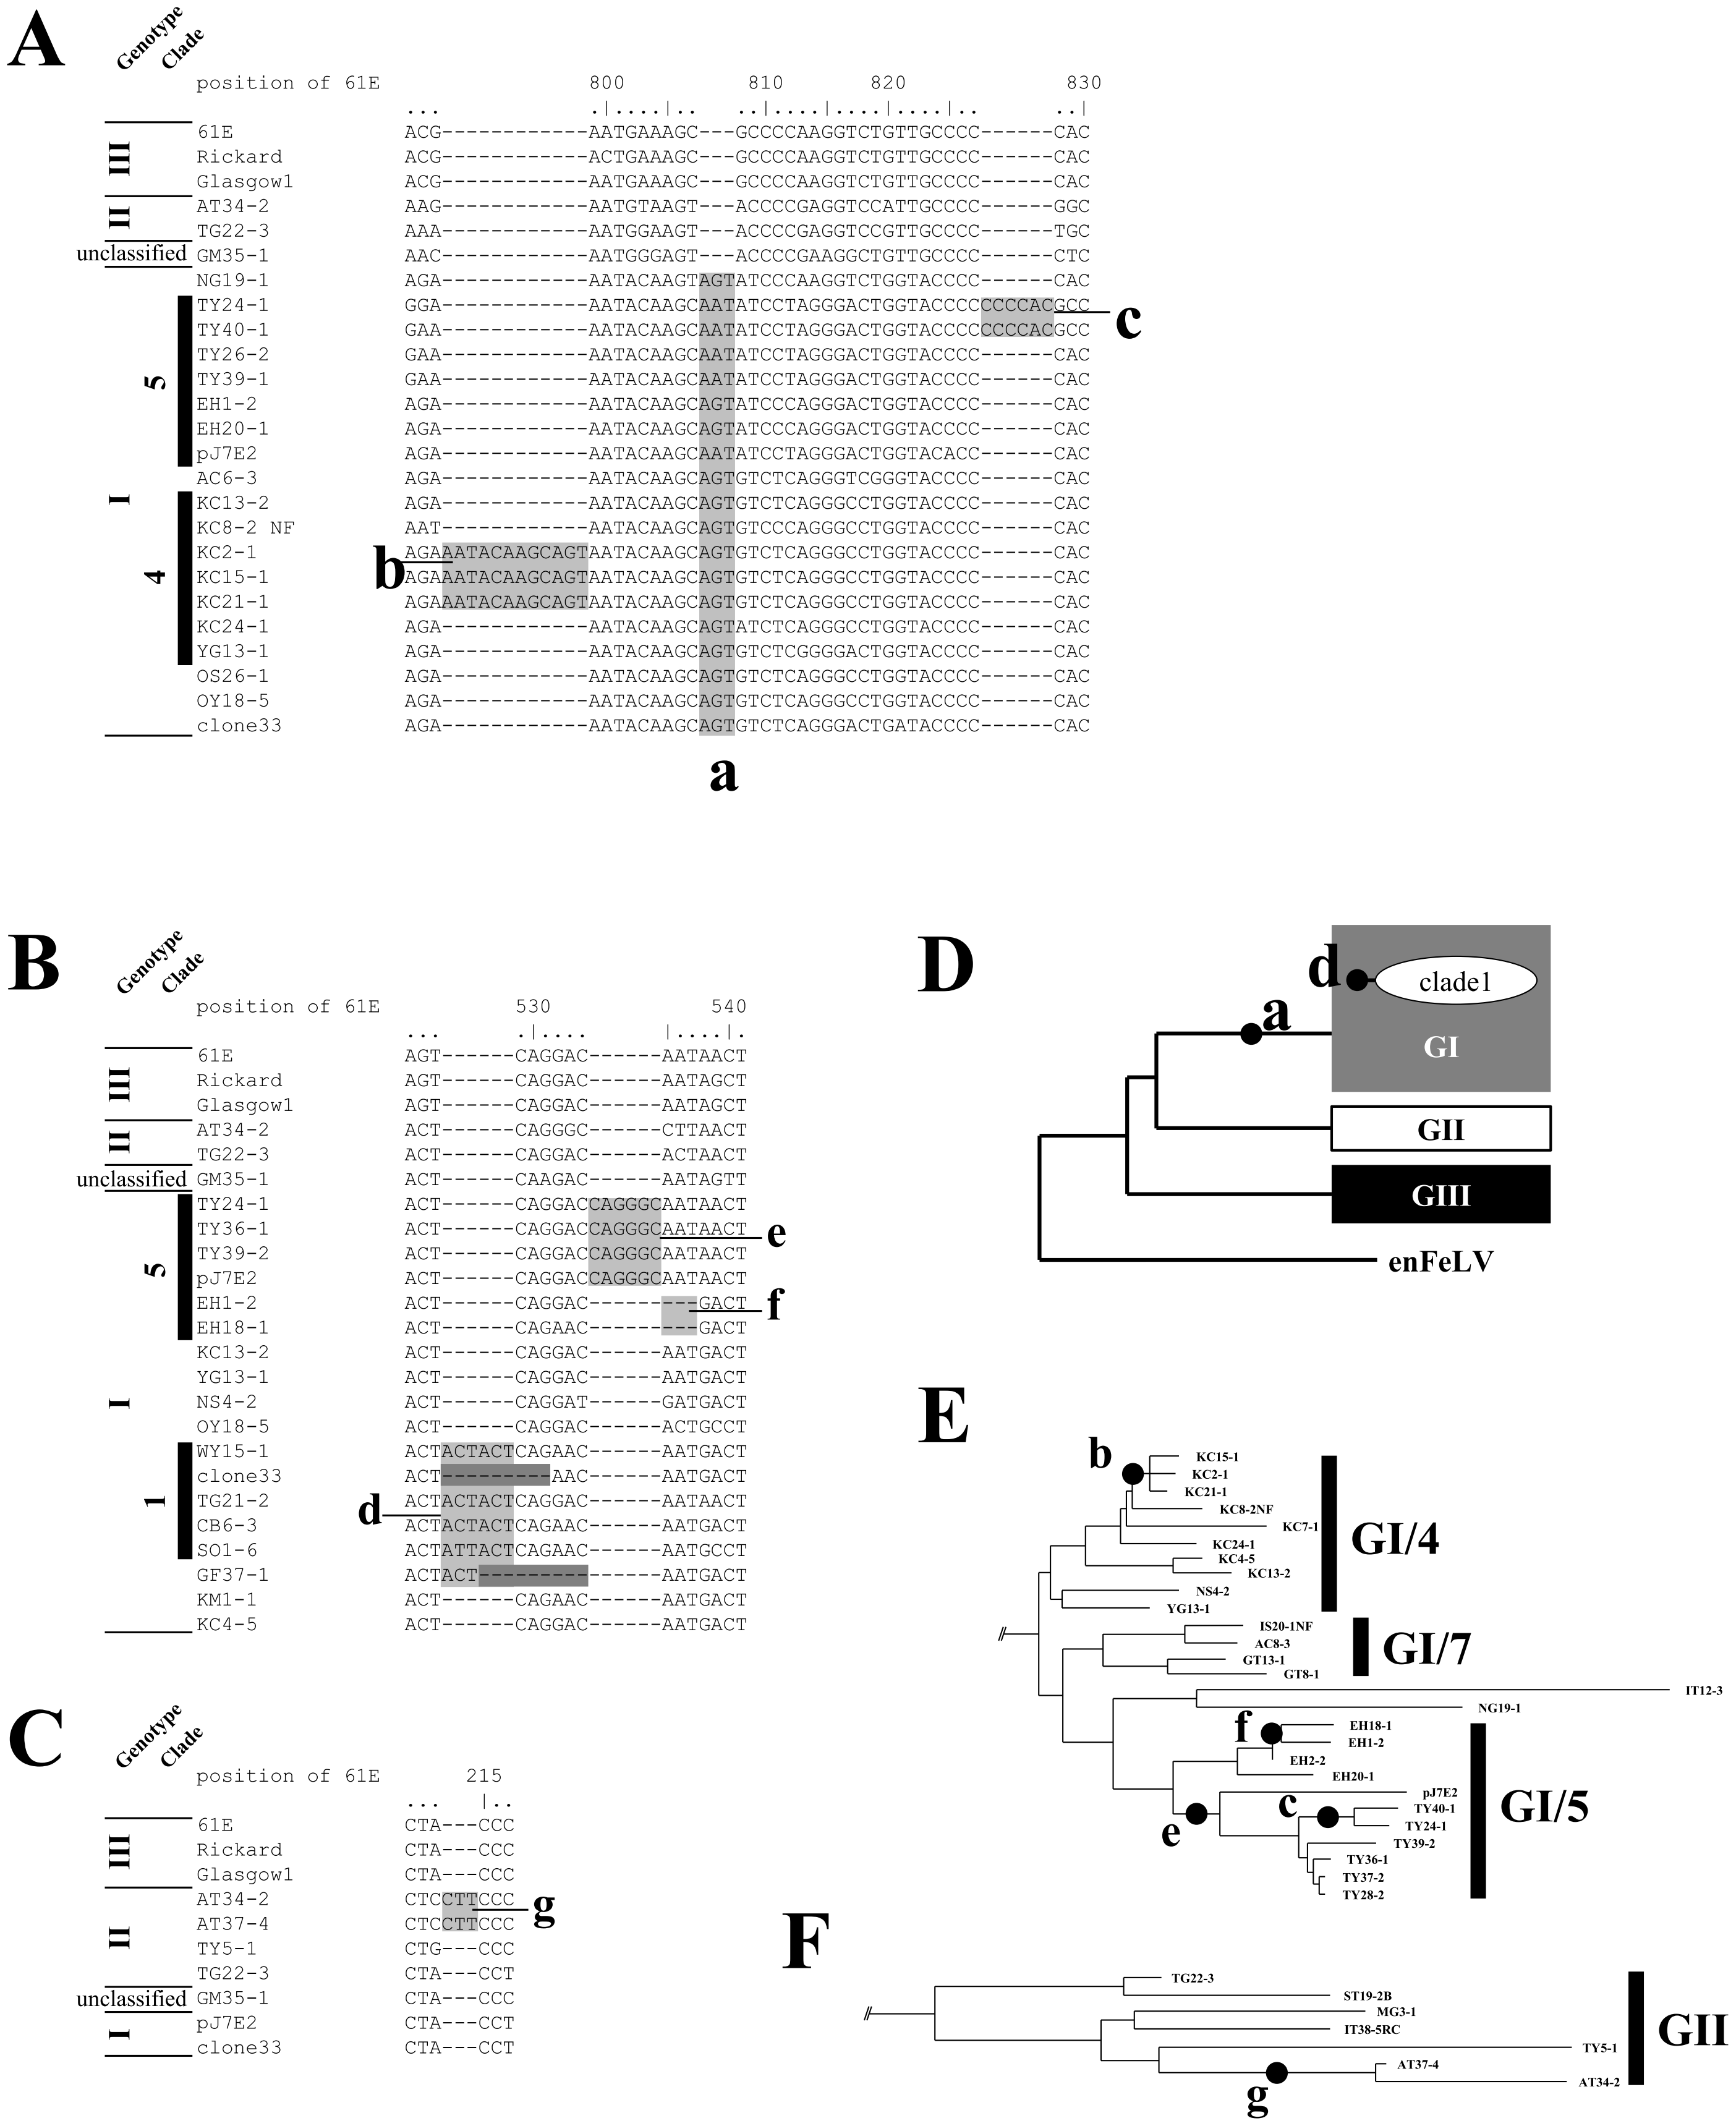 A
Genotype
Clade
position of 61E 800 810 820 830
... .|....|.. ..|....|....|....|.. ..|
III
61E ACG------------AATGAAAGC---GCCCCAAGGTCTGTTGCCCC------CAC
Rickard ACG------------ACTGAAAGC---GCCCCAAGGTCTGTTGCCCC------CAC
Glasgow1 ACG------------AATGAAAGC---GCCCCAAGGTCTGTTGCCCC------CAC
II
AT34-2 AAG------------AATGTAAGT---ACCCCGAGGTCCATTGCCCC------GGC
TG22-3 AAA------------AATGGAAGT---ACCCCGAGGTCCGTTGCCCC------TGC
unclassified GM35-1 AAC------------AATGGGAGT---ACCCCGAAGGCTGTTGCCCC------CTC
I
NG19-1 AGA------------AATACAAGTAGTATCCCAAGGTCTGGTACCCC------CAC
5
TY24-1 GGA------------AATACAAGCAATATCCTAGGGACTGGTACCCCCCCCACGCC
c
TY40-1 GAA------------AATACAAGCAATATCCTAGGGACTGGTACCCCCCCCACGCC
TY26-2 GAA------------AATACAAGCAATATCCTAGGGACTGGTACCCC------CAC
TY39-1 GAA------------AATACAAGCAATATCCTAGGGACTGGTACCCC------CAC
EH1-2 AGA------------AATACAAGCAGTATCCCAGGGACTGGTACCCC------CAC
EH20-1 AGA------------AATACAAGCAGTATCCCAGGGACTGGTACCCC------CAC
pJ7E2 AGA------------AATACAAGCAATATCCTAGGGACTGGTACACC------CAC
AC6-3 AGA------------AATACAAGCAGTGTCTCAGGGTCGGGTACCCC------CAC
4
KC13-2 AGA------------AATACAAGCAGTGTCTCAGGGCCTGGTACCCC------CAC
KC8-2 NF AAT------------AATACAAGCAGTGTCCCAGGGCCTGGTACCCC------CAC
b
KC2-1 AGAAATACAAGCAGTAATACAAGCAGTGTCTCAGGGCCTGGTACCCC------CAC
KC15-1 AGAAATACAAGCAGTAATACAAGCAGTGTCTCAGGGCCTGGTACCCC------CAC
KC21-1 AGAAATACAAGCAGTAATACAAGCAGTGTCTCAGGGCCTGGTACCCC------CAC
KC24-1 AGA------------AATACAAGCAGTATCTCAGGGCCTGGTACCCC------CAC
YG13-1 AGA------------AATACAAGCAGTGTCTCGGGGACTGGTACCCC------CAC
OS26-1 AGA------------AATACAAGCAGTGTCTCAGGGCCTGGTACCCC------CAC
OY18-5 AGA------------AATACAAGCAGTGTCTCAGGGCCTGGTACCCC------CAC
clone33 AGA------------AATACAAGCAGTGTCTCAGGGACTGATACCCC------CAC
a
B
Genotype
Clade
position of 61E 530 540
... .|.... |....|.
III
61E AGT------CAGGAC------AATAACT
Rickard AGT------CAGGAC------AATAGCT
Glasgow1 AGT------CAGGAC------AATAGCT
II
AT34-2 ACT------CAGGGC------CTTAACT
TG22-3 ACT------CAGGAC------ACTAACT
unclassified GM35-1 ACT------CAAGAC------AATAGTT
I
5
TY24-1 ACT------CAGGACCAGGGCAATAACT
TY36-1 ACT------CAGGACCAGGGCAATAACT
e
TY39-2 ACT------CAGGACCAGGGCAATAACT
pJ7E2 ACT------CAGGACCAGGGCAATAACT
EH1-2 ACT------CAGGAC---------GACT
f
EH18-1 ACT------CAGAAC---------GACT
KC13-2 ACT------CAGGAC------AATGACT
YG13-1 ACT------CAGGAC------AATGACT
NS4-2 ACT------CAGGAT------GATGACT
OY18-5 ACT------CAGGAC------ACTGCCT
1
WY15-1 ACTACTACTCAGAAC------AATGACT
clone33 ACT---------AAC------AATGACT
TG21-2 ACTACTACTCAGGAC------AATAACT
d
CB6-3 ACTACTACTCAGAAC------AATGACT
SO1-6 ACTATTACTCAGAAC------AATGCCT
GF37-1 ACTACT---------------AATGACT
KM1-1 ACT------CAGAAC------AATGACT
KC4-5 ACT------CAGGAC------AATGACT
C
Genotype
Clade
position of 61E 215
... |..
III
61E CTA---CCC
Rickard CTA---CCC
Glasgow1 CTA---CCC
II
AT34-2 CTCCTTCCC
g
AT37-4 CTCCTTCCC
TY5-1 CTG---CCC
TG22-3 CTA---CCT
unclassified GM35-1 CTA---CCC
I
pJ7E2 CTA---CCT
clone33 CTA---CCT
D
d
clade1
a
GI
GII
GIII
enFeLV
E
b
KC15-1
KC2-1
KC21-1
KC8-2NF
KC7-1
KC24-1
KC4-5
KC13-2
NS4-2
YG13-1
GI/4
IS20-1NF
AC8-3
GT13-1
GT8-1
GI/7
IT12-3
NG19-1
f
EH18-1
EH1-2
EH2-2
EH20-1
pJ7E2
c
TY40-1
TY24-1
e
TY39-2
TY36-1
TY37-2
TY28-2
GI/5
F
TG22-3
ST19-2B
MG3-1
IT38-5RC
TY5-1
AT37-4
g
AT34-2
GII